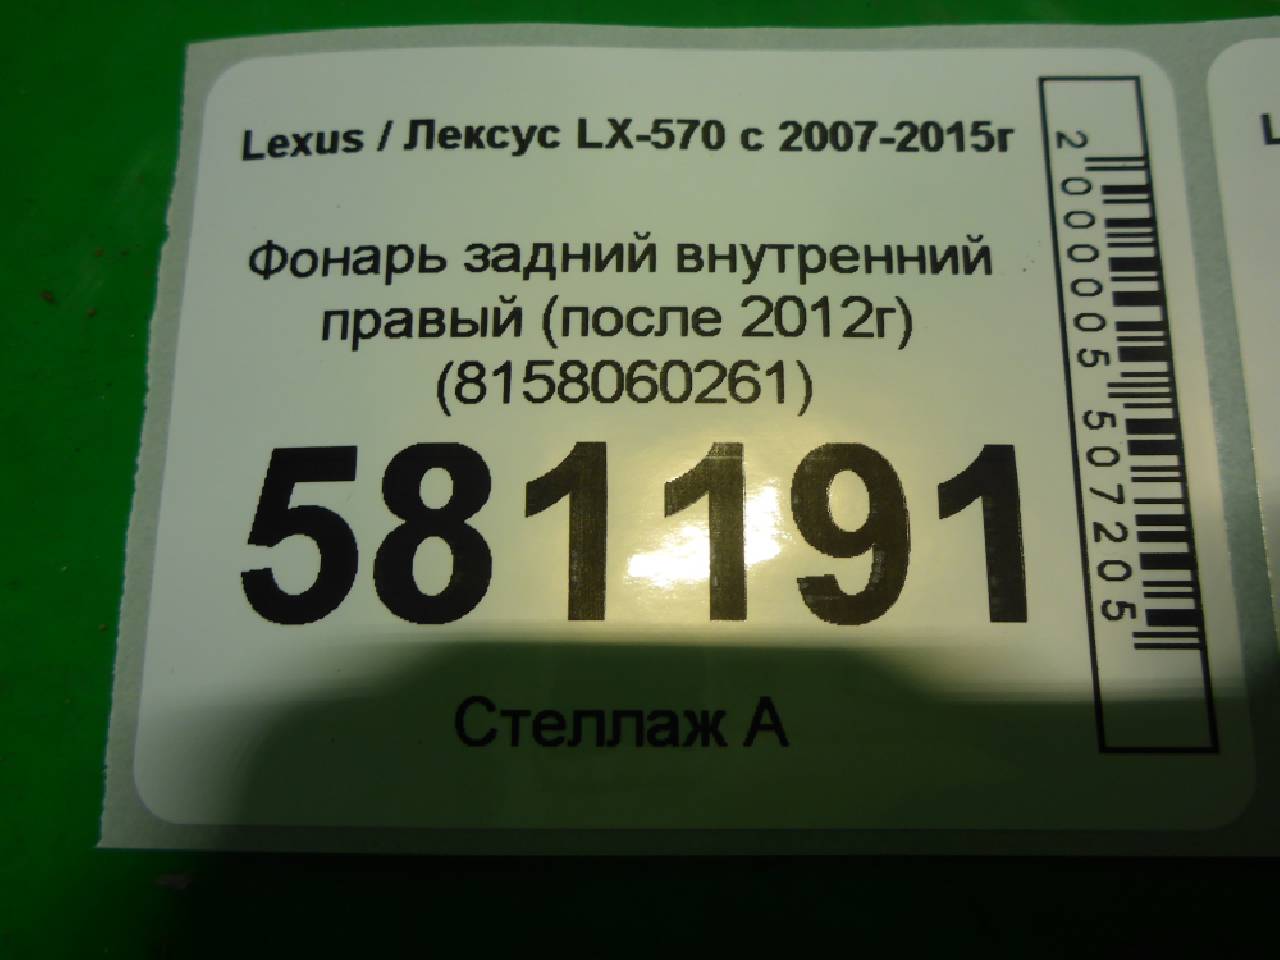 Lexus / Лексус LX-570 с 2007-2015г
Фонарь задний внутренний
правый (после 2012г)
(8158060261)
581191
Стеллаж А
2000005507205
L